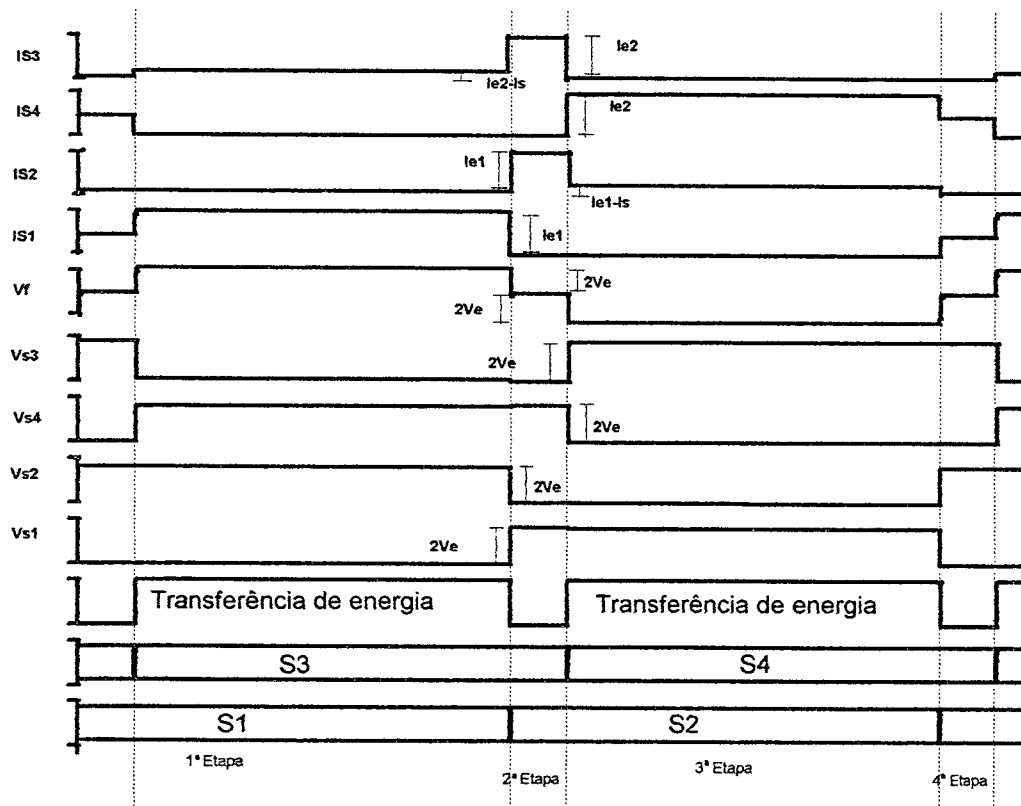 IS3
Ie2
Ie2-Is
IS4
Ie2
IS2
Ie1
Ie1-Is
IS1
Ie1
Vf
2Ve
2Ve
Vs3
2Ve
Vs4
2Ve
Vs2
2Ve
Vs1
2Ve
Transferência de energia
Transferência de energia
S3
S4
S1
S2
1ª Etapa
2ª Etapa
3ª Etapa
4ª Etapa